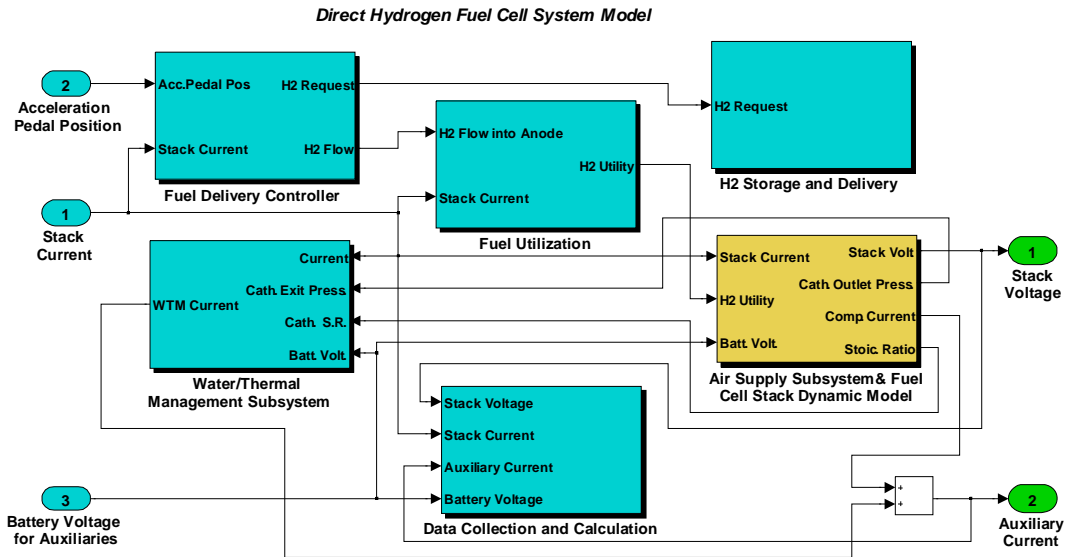 Direct Hydrogen Fuel Cell System Model
2
Acceleration
Pedal Position
Acc.Pedal Pos.
H2 Request
Stack Current
H2 Flow
Fuel Delivery Controller
H2 Flow into Anode
H2 Utility
Stack Current
Fuel Utilization
H2 Request
H2 Storage and Delivery
1
Stack
Current
Current
Cath. Exit Press.
WTM Current
Cath. S.R.
Batt. Volt.
Water/Thermal
Management Subsystem
Stack Current
Stack Volt
Cath. Outlet Press.
H2 Utility
Comp. Current
Batt. Volt.
Stoic. Ratio
Air Supply Subsystem& Fuel
Cell Stack Dynamic Model
1
Stack
Voltage
Stack Voltage
Stack Current
Auxiliary Current
Battery Voltage
Data Collection and Calculation
3
Battery Voltage
for Auxiliaries
+
+
2
Auxiliary
Current